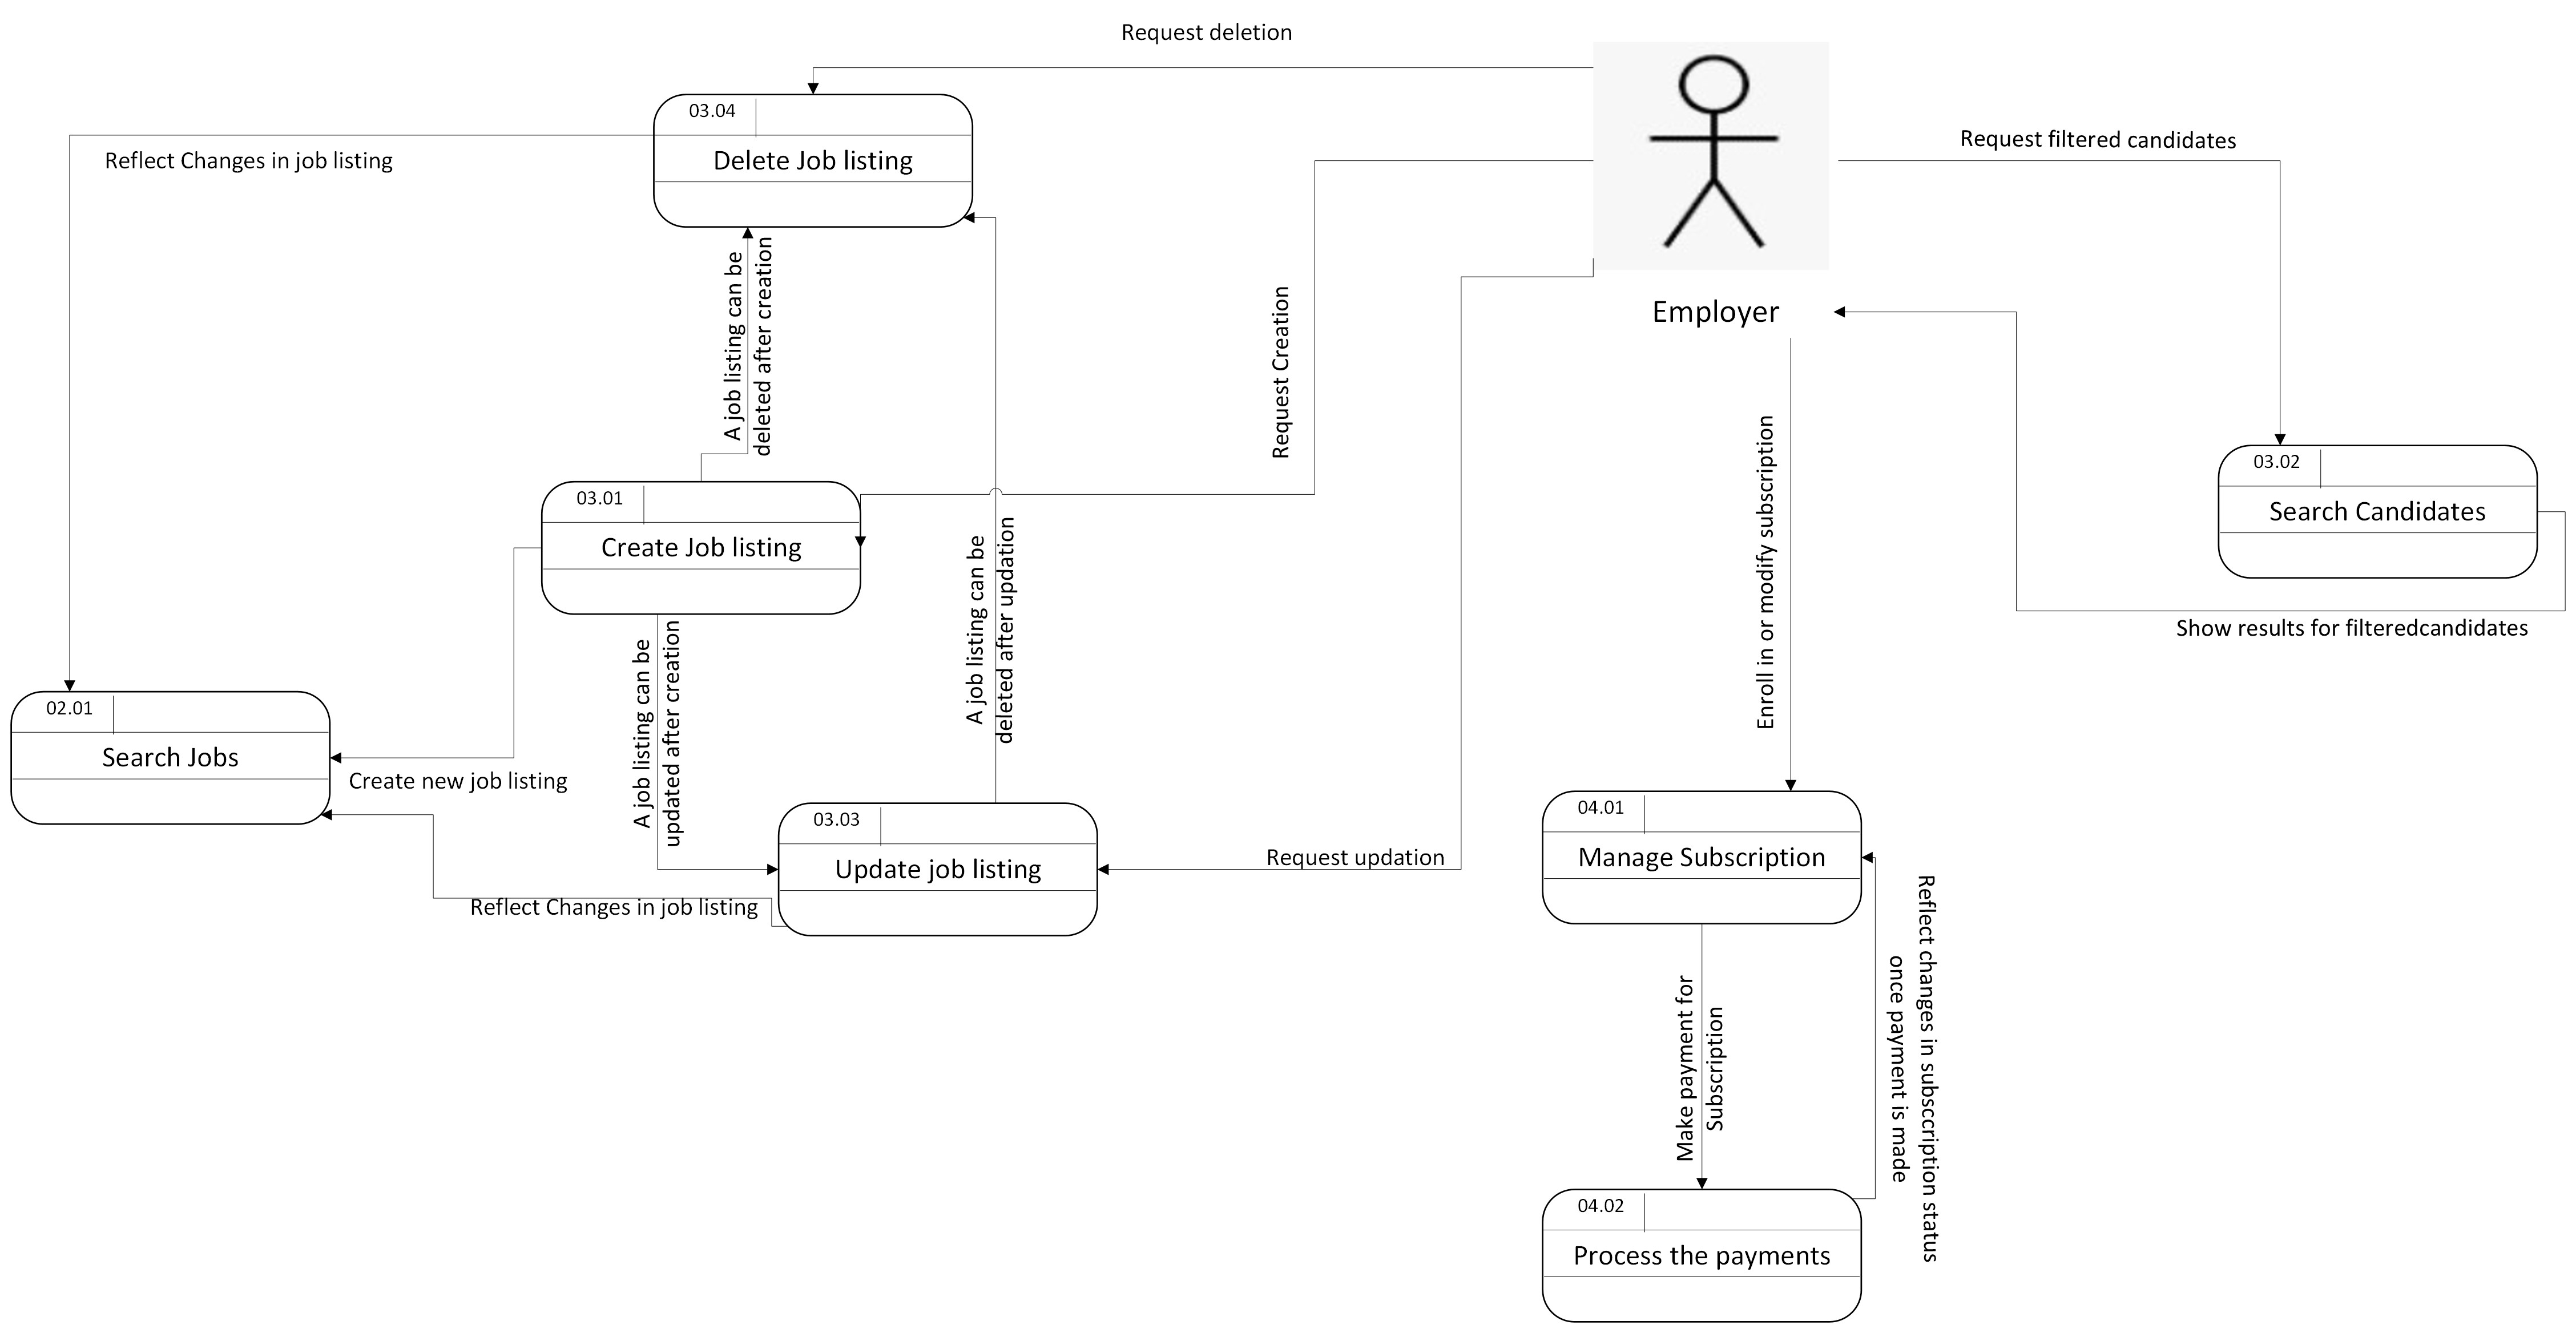 Request deletion
03.04
Delete Job listing
Reflect Changes in job listing
Request filtered candidates
A job listing can be
deleted after creation
Request Creation
Employer
03.02
Search Candidates
Show results for filteredcandidates
03.01
Create Job listing
A job listing can be
deleted after updation
Enroll in or modify subscription
A job listing can be
updated after creation
02.01
Search Jobs
Create new job listing
03.03
Update job listing
Request updation
Reflect Changes in job listing
04.01
Manage Subscription
Make payment for
Subscription
Reflect changes in subscription status
once payment is made
04.02
Process the payments